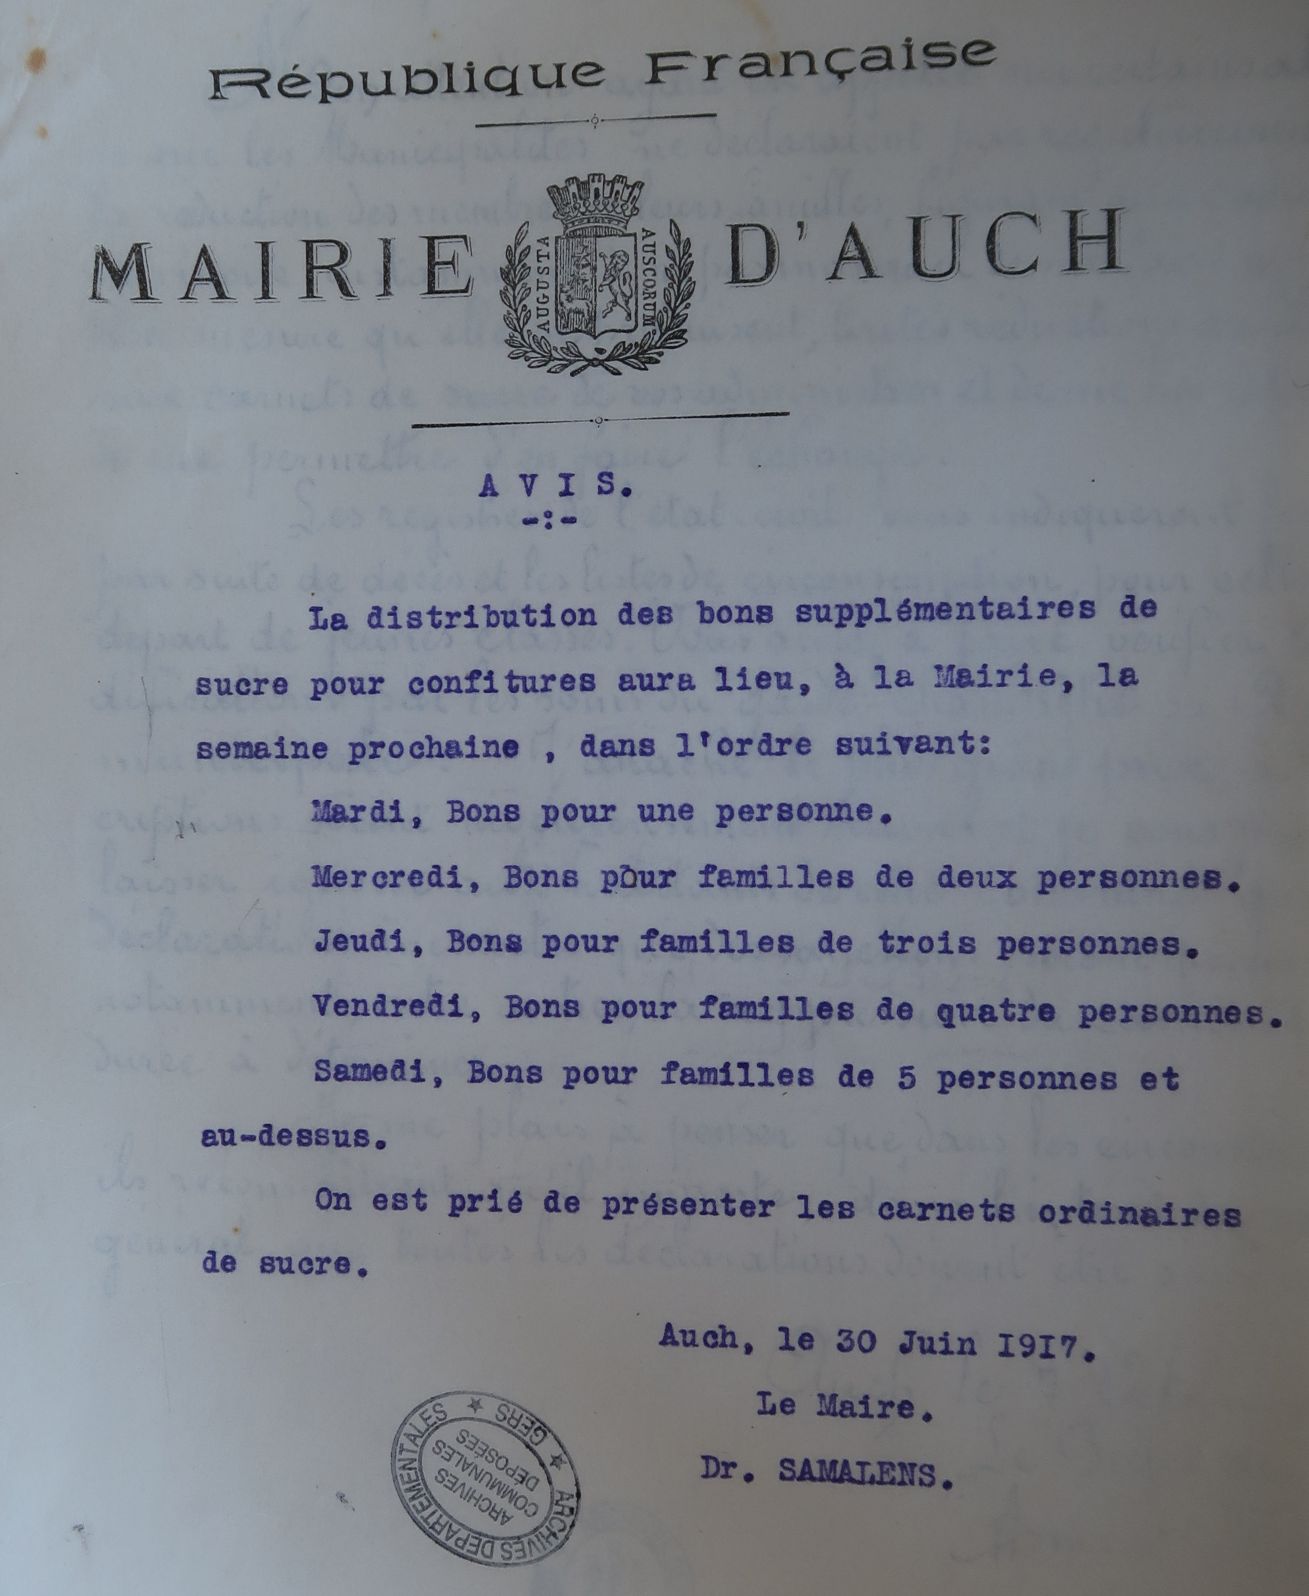 République Française
MAIRIE D'AUCH
AUGUSTA AUSCORUM
A V I S.
-:-
La distribution des bons supplémentaires de
sucre pour confitures aura lieu, à la Mairie, la
semaine prochaine , dans l'ordre suivant:
Mardi, Bons pour une personne.
Mercredi, Bons pour familles de deux personnes.
Jeudi, Bons pour familles de trois personnes.
Vendredi, Bons pour familles de quatre personnes.
Samedi, Bons pour familles de 5 personnes et
au-dessus.
On est prié de présenter les carnets ordinaires
de sucre.
Auch, le 30 Juin I9I7.
Le Maire.
Dr. SAMALENS.
ARCHIVES DÉPARTEMENTALES ★ GERS ★
ARCHIVES
COMMUNALES
DÉPOSÉES